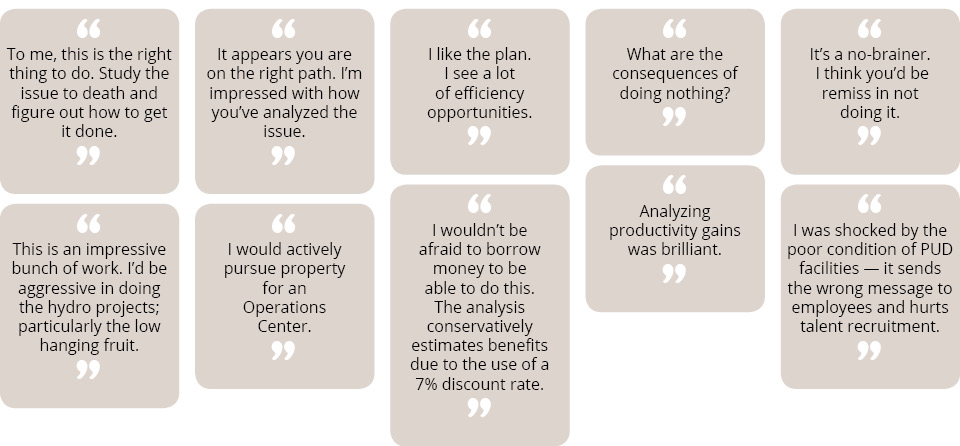 “
To me, this is the right
thing to do. Study the
issue to death and
figure out how to get
it done.
”
“
It appears you are
on the right path. I’m
impressed with how
you’ve analyzed the
issue.
”
“
I like the plan.
I see a lot
of efficiency
opportunities.
”
“
What are the
consequences of
doing nothing?
”
“
It’s a no-brainer.
I think you’d be
remiss in not
doing it.
”
“
This is an impressive
bunch of work. I’d be
aggressive in doing
the hydro projects;
particularly the low
hanging fruit.
”
“
I would actively
pursue property
for an
Operations
Center.
”
“
I wouldn’t be
afraid to borrow
money to be
able to do this.
The analysis
conservatively
estimates benefits
due to the use of a
7% discount rate.
”
“
Analyzing
productivity gains
was brilliant.
”
“
I was shocked by the
poor condition of PUD
facilities — it sends
the wrong message to
employees and hurts
talent recruitment.
”